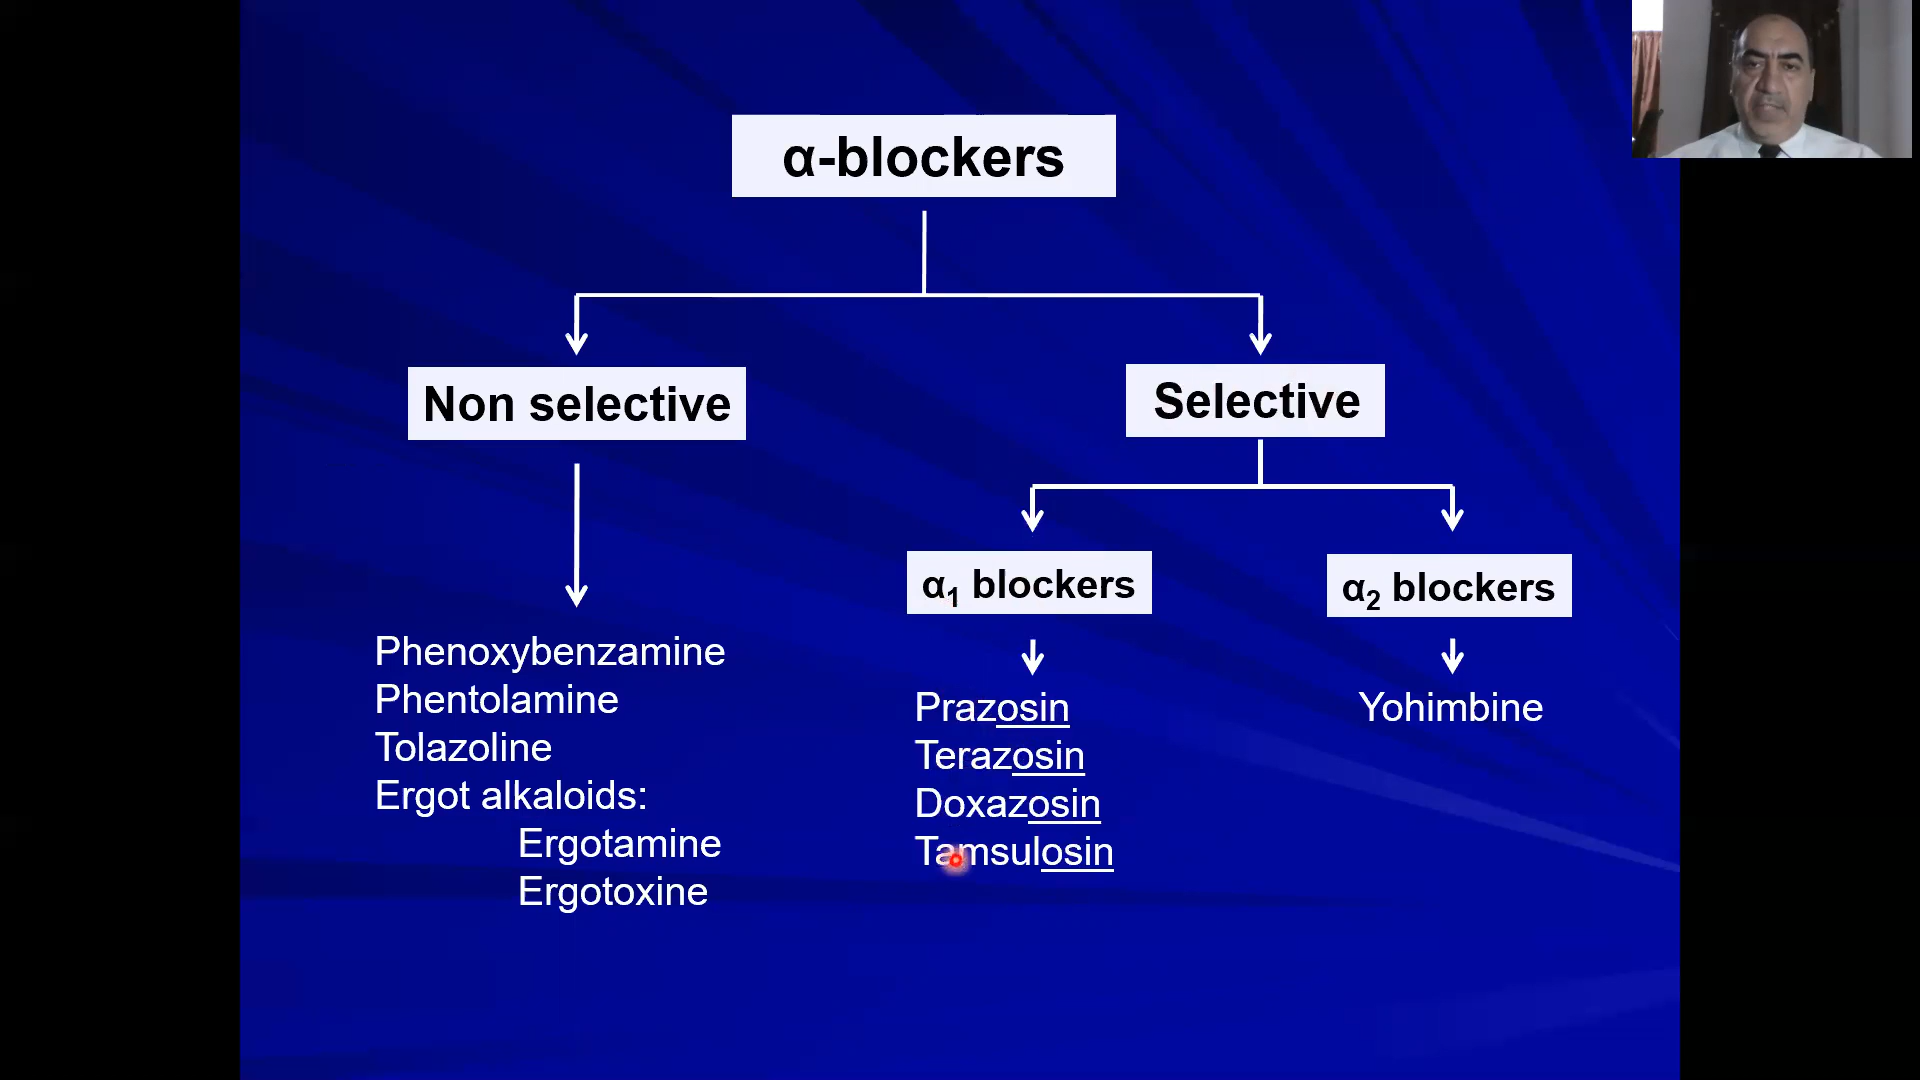 α-blockers
Non selective
Selective
α₁ blockers
α₂ blockers
Phenoxybenzamine
Phentolamine
Tolazoline
Ergot alkaloids:
Ergotamine
Ergotoxine
Prazosin
Terazosin
Doxazosin
Tamsulosin
Yohimbine